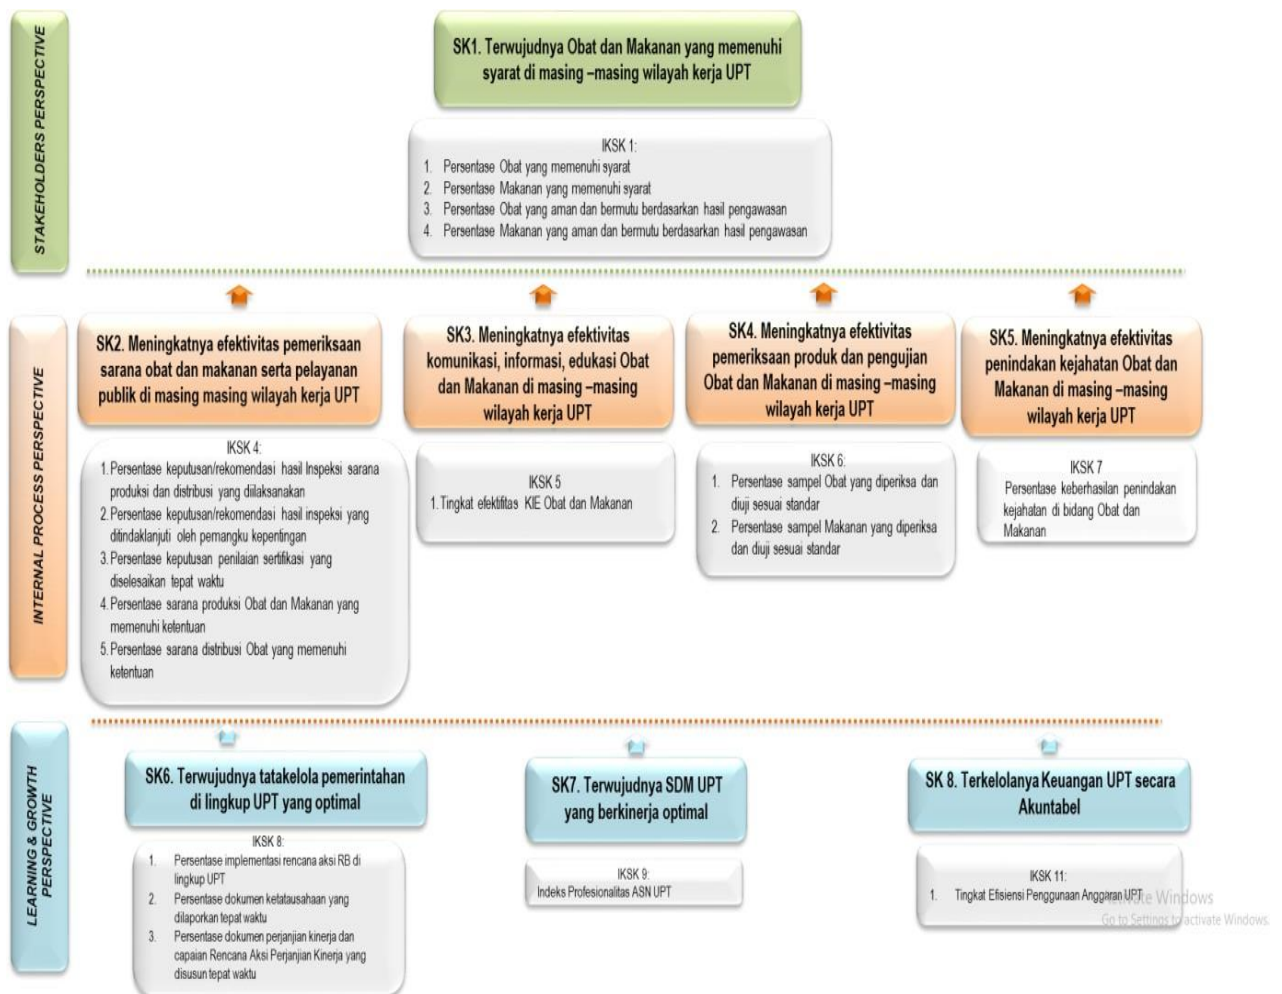 STAKEHOLDERS PERSPECTIVE
SK1. Terwujudnya Obat dan Makanan yang memenuhi
syarat di masing –masing wilayah kerja UPT
IKSK 1:
1. Persentase Obat yang memenuhi syarat
2. Persentase Makanan yang memenuhi syarat
3. Persentase Obat yang aman dan bermutu berdasarkan hasil pengawasan
4. Persentase Makanan yang aman dan bermutu berdasarkan hasil pengawasan
INTERNAL PROCESS PERSPECTIVE
SK2. Meningkatnya efektivitas pemeriksaan
sarana obat dan makanan serta pelayanan
publik di masing masing wilayah kerja UPT
IKSK 4:
1. Persentase keputusan/rekomendasi hasil Inspeksi sarana
produksi dan distribusi yang diilaksanakan
2. Persentase keputusan/rekomendasi hasil inspeksi yang
ditindaklanjuti oleh pemangku kepentingan
3. Persentase keputusan penilaian sertifikasi yang
diselesaikan tepat waktu
4. Persentase sarana produksi Obat dan Makanan yang
memenuhi ketentuan
5. Persentase sarana distribusi Obat yang memenuhi
ketentuan
SK3. Meningkatnya efektivitas
komunikasi, informasi, edukasi Obat
dan Makanan di masing –masing
wilayah kerja UPT
IKSK 5
1. Tingkat efektifitas KIE Obat dan Makanan
SK4. Meningkatnya efektivitas
pemeriksaan produk dan pengujian
Obat dan Makanan di masing –masing
wilayah kerja UPT
IKSK 6:
1. Persentase sampel Obat yang diperiksa dan
diuji sesuai standar
2. Persentase sampel Makanan yang diperiksa
dan diuji sesuai standar
SK5. Meningkatnya efektivitas
penindakan kejahatan Obat dan
Makanan di masing –masing
wilayah kerja UPT
IKSK 7
Persentase keberhasilan penindakan
kejahatan di bidang Obat dan
Makanan
LEARNING & GROWTH
PERSPECTIVE
SK6. Terwujudnya tatakelola pemerintahan
di lingkup UPT yang optimal
IKSK 8:
1. Persentase implementasi rencana aksi RB di
lingkup UPT
2. Persentase dokumen ketatausahaan yang
dilaporkan tepat waktu
3. Persentase dokumen perjanjian kinerja dan
capaian Rencana Aksi Perjanjian Kinerja yang
disusun tepat waktu
SK7. Terwujudnya SDM UPT
yang berkinerja optimal
IKSK 9:
Indeks Profesionalitas ASN UPT
SK 8. Terkelolanya Keuangan UPT secara
Akuntabel
IKSK 11:
1. Tingkat Efisiensi Penggunaan Anggaran UPT
Activate Windows
Go to Settings to activate Windows.